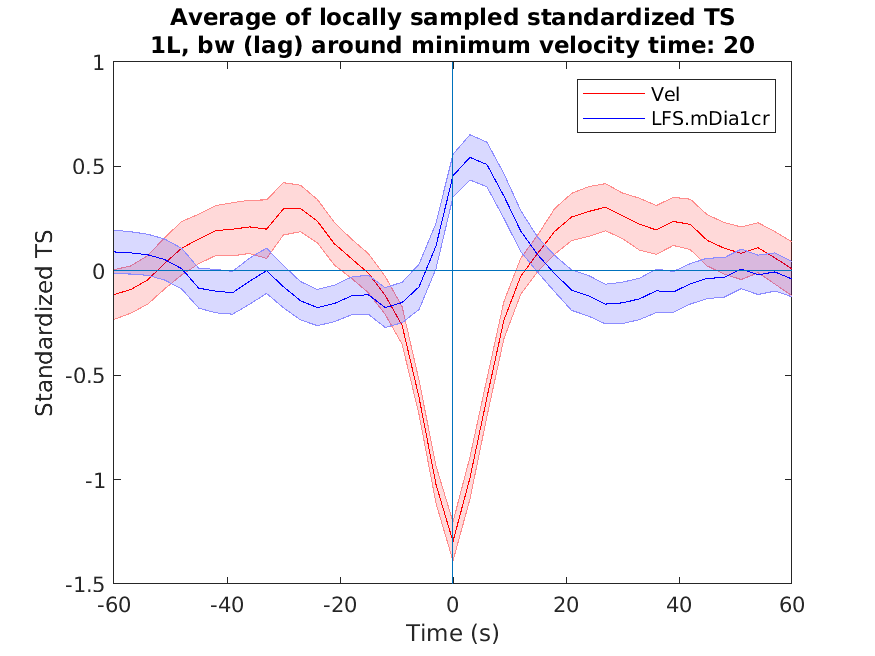 Average of locally sampled standardized TS
1L, bw (lag) around minimum velocity time: 20
Vel
LFS.mDia1cr
1
0.5
0
-0.5
-1
-1.5
Standardized TS
-60
-40
-20
0
20
40
60
Time (s)